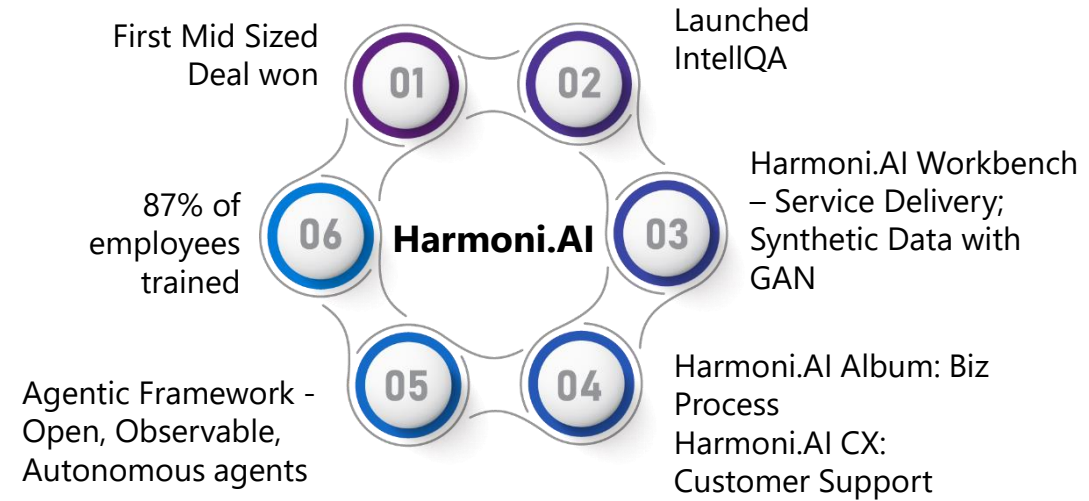 First Mid Sized
Deal won
01
02
Launched
IntellQA
Harmoni.AI Workbench
– Service Delivery;
Synthetic Data with
GAN
03
Harmoni.AI
06
87% of
employees
trained
Agentic Framework -
Open, Observable,
Autonomous agents
05
04
Harmoni.AI Album: Biz
Process
Harmoni.AI CX:
Customer Support